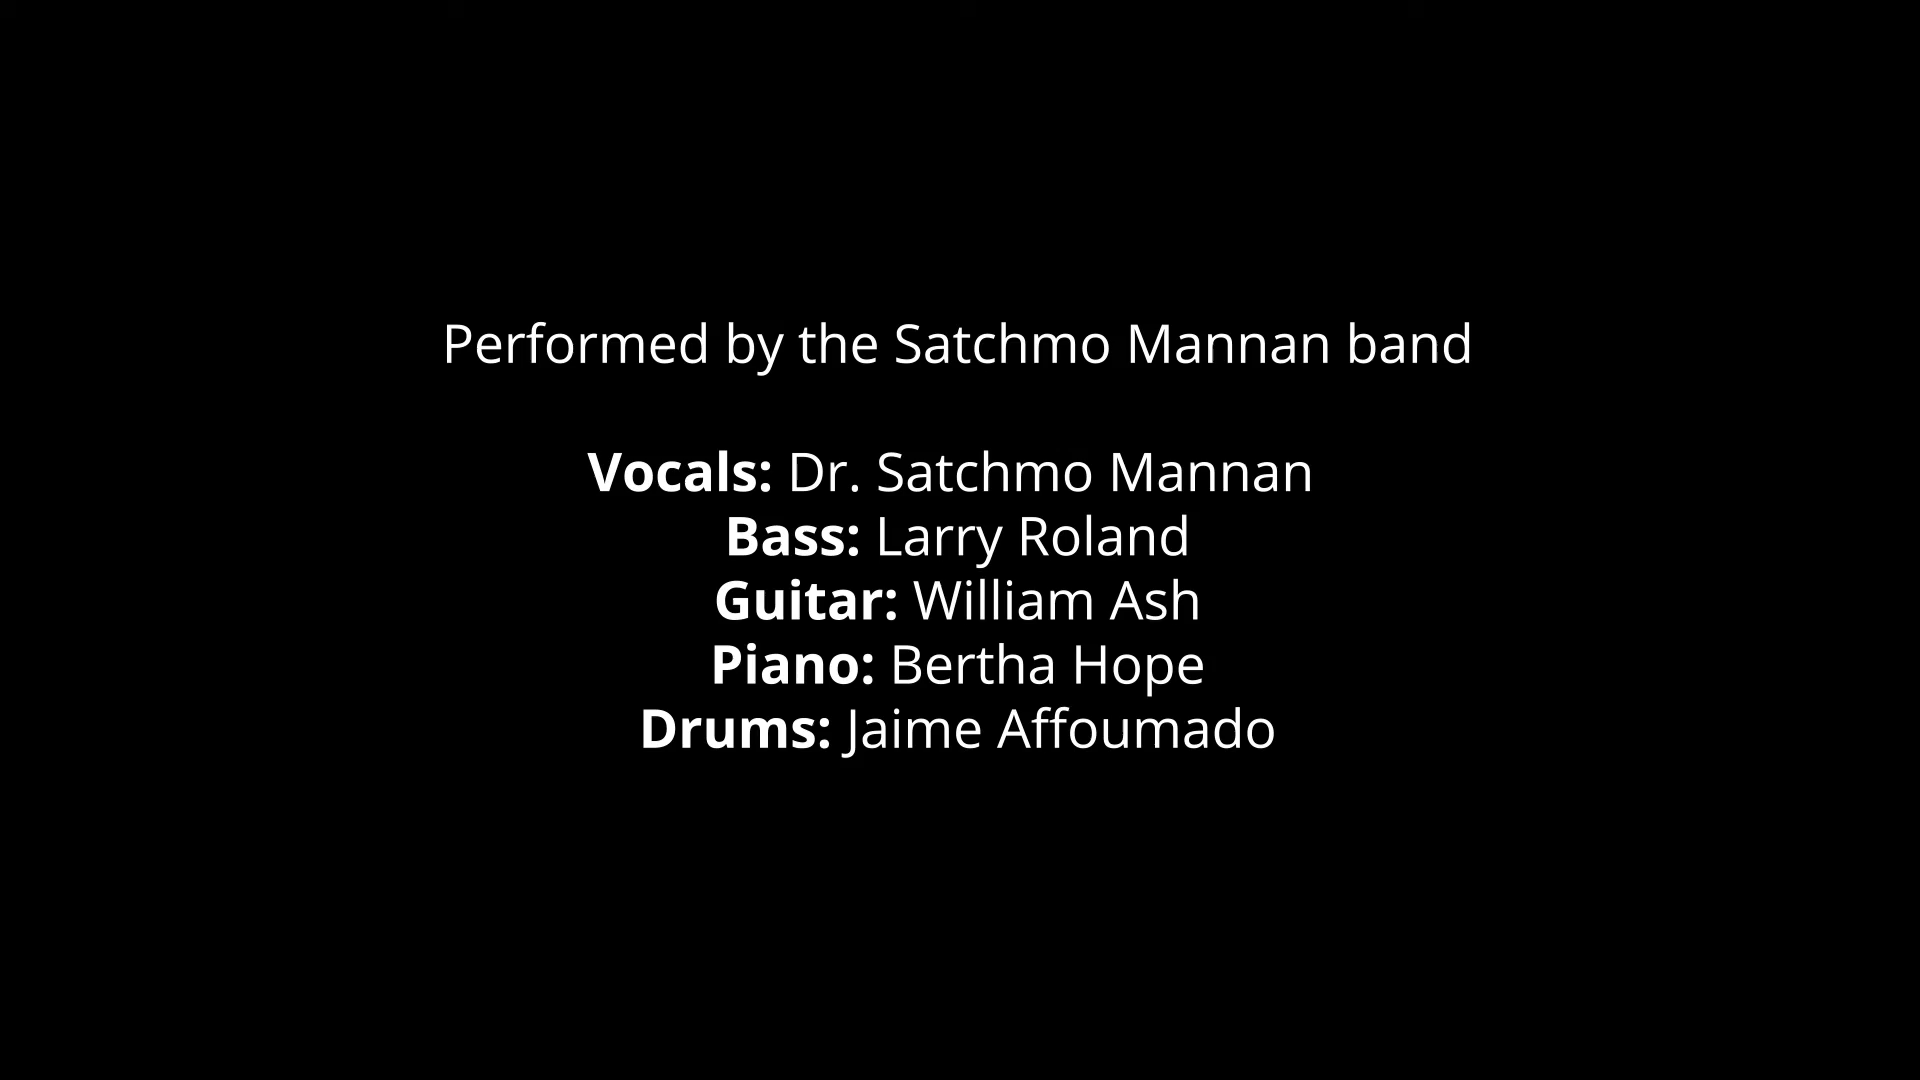 Performed by the Satchmo Mannan band
Vocals: Dr. Satchmo Mannan
Bass: Larry Roland
Guitar: William Ash
Piano: Bertha Hope
Drums: Jaime Affoumado